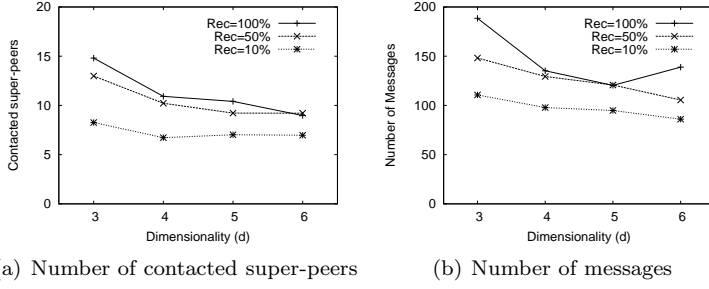 20
15
10
5
0
3 4 5 6
Contacted super-peers
Dimensionality (d)
Rec=100%
Rec=50%
Rec=10%
200
150
100
50
0
3 4 5 6
Number of Messages
Dimensionality (d)
Rec=100%
Rec=50%
Rec=10%
a) Number of contacted super-peers
(b) Number of messages